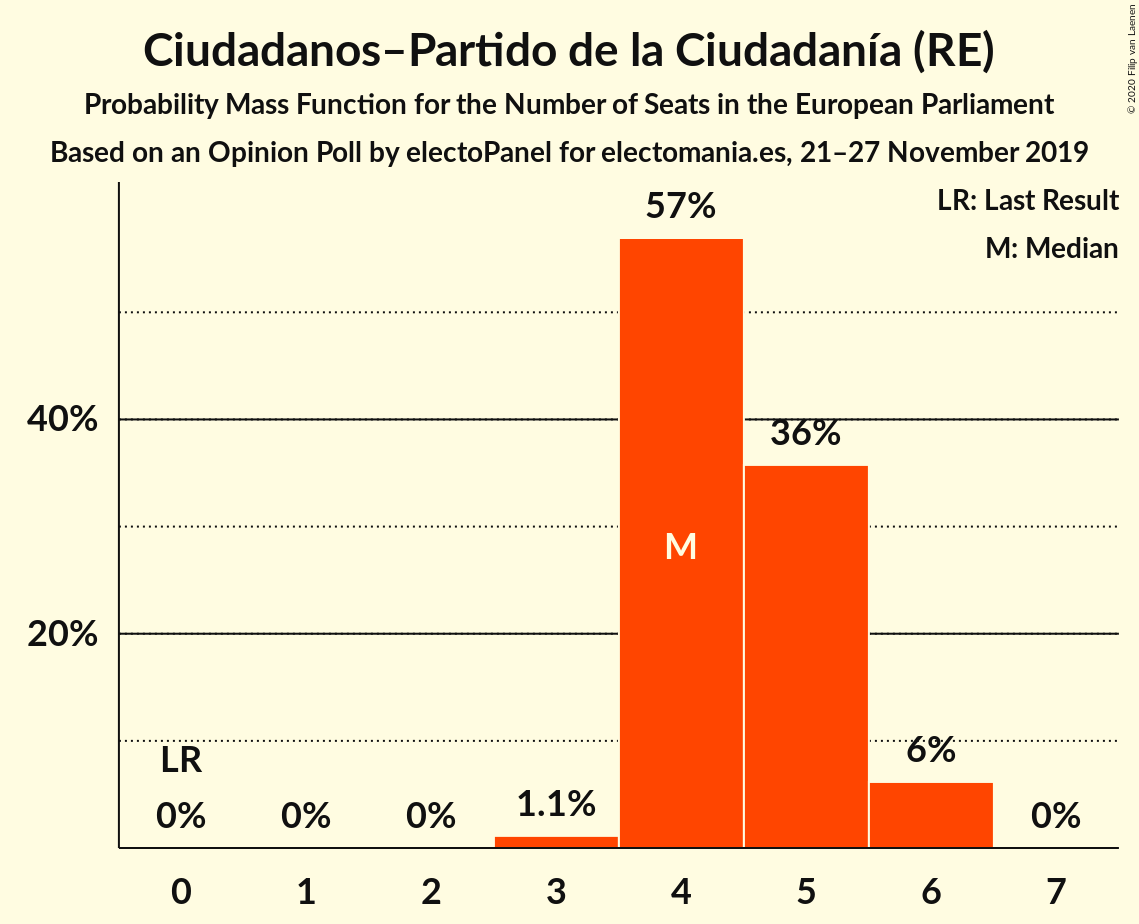 Ciudadanos–Partido de la Ciudadanía (RE)
Probability Mass Function for the Number of Seats in the European Parliament
Based on an Opinion Poll by electoPanel for electomania.es, 21–27 November 2019
© 2020 Filip van Laenen
LR: Last Result
M: Median
57%
40%
36%
M
20%
LR
6%
0%
0%
0%
1.1%
0%
0
1
2
3
4
5
6
7